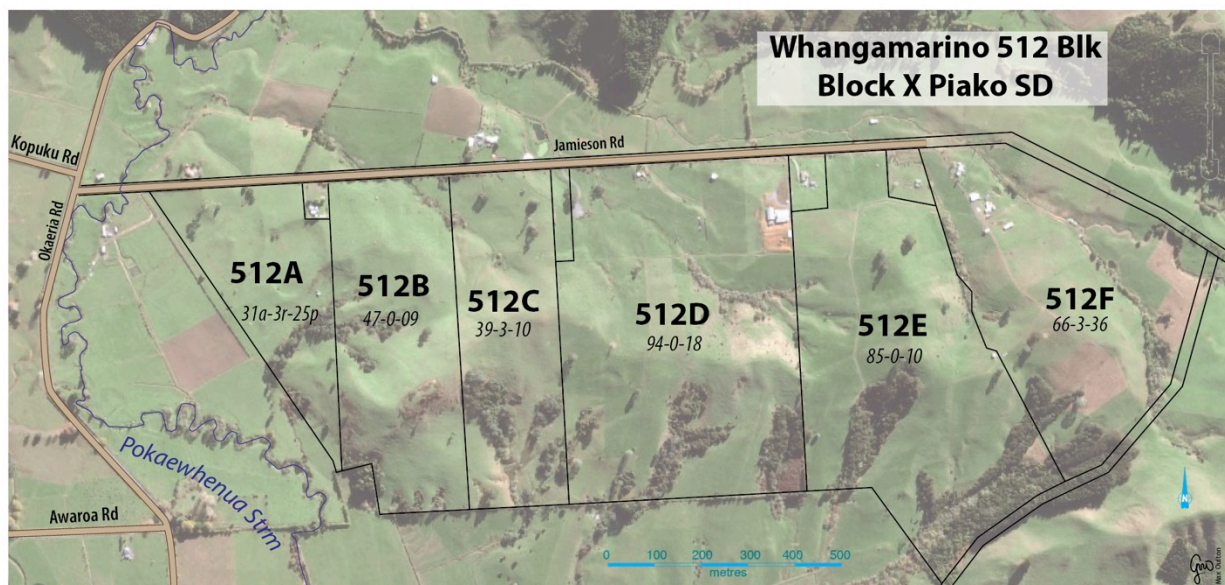 Whangamarino 512 Blk
Block X Piako SD
Kopuku Rd
Jamieson Rd
Okaeria Rd
512A
31a-3r-25p
512B
47-0-09
512C
39-3-10
512D
94-0-18
512E
85-0-10
512F
66-3-36
Pokaewhenua Strm
Awaroa Rd
0 100 200 300 400 500
metres
N